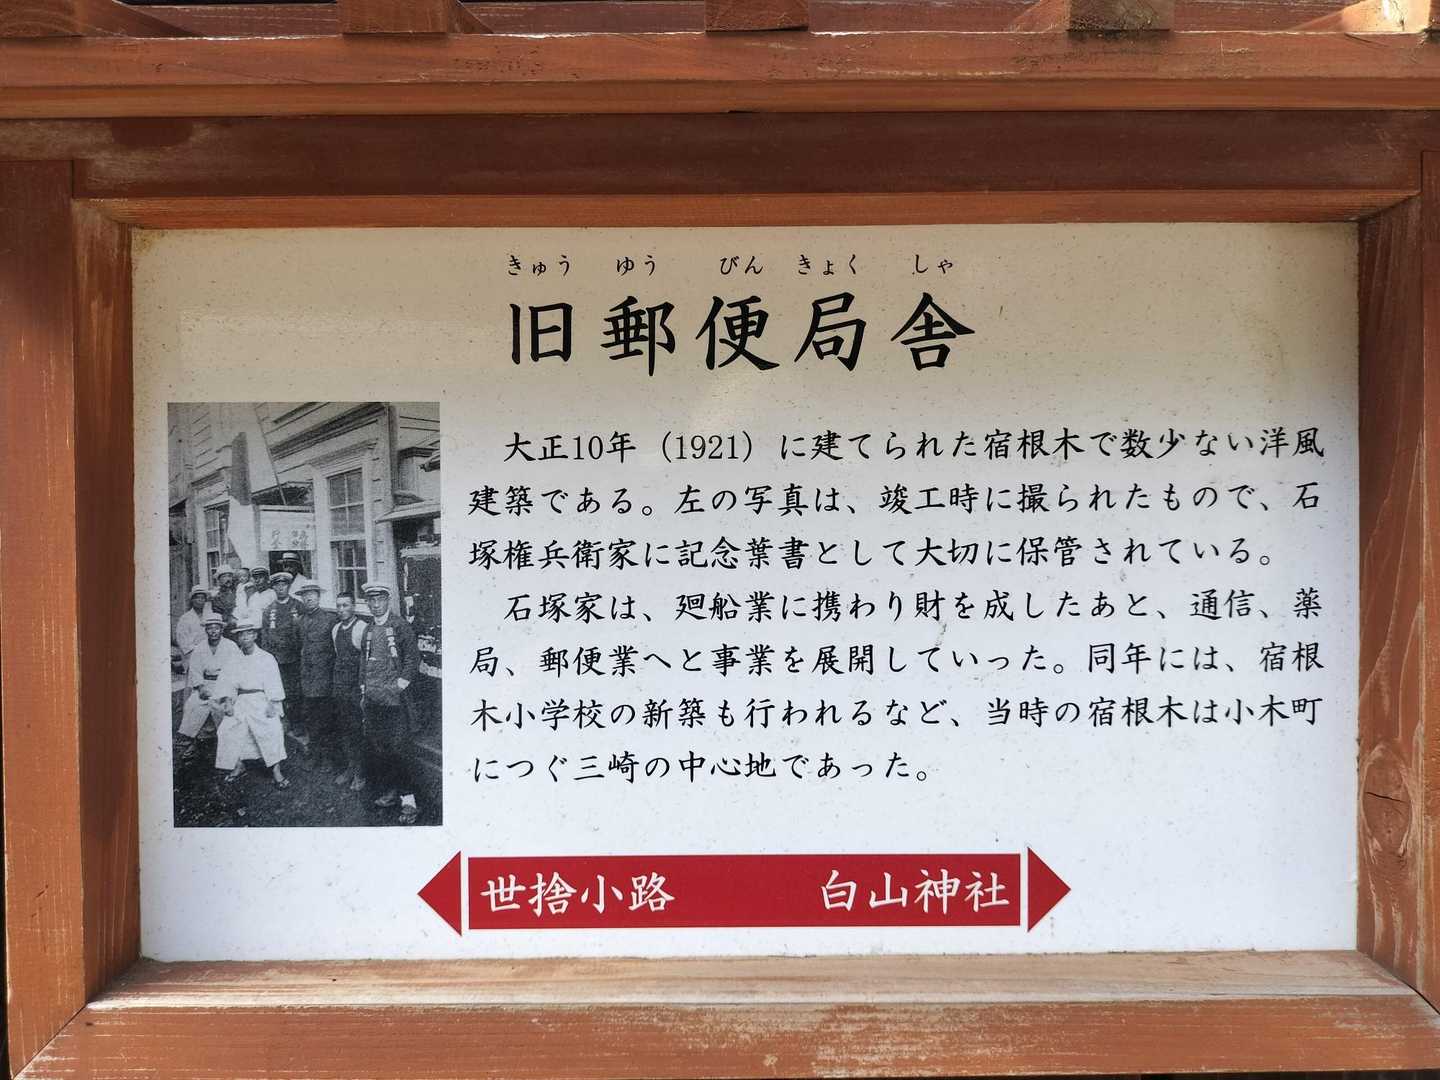 きゅう ゆう びん きょく しゃ
旧郵便局舎
大正10年（1921）に建てられた宿根木で数少ない洋風
建築である。左の写真は、竣工時に撮られたもので、石
塚権兵衛家に記念葉書として大切に保管されている。
石塚家は、廻船業に携わり財を成したあと、通信、薬
局、郵便業へと事業を展開していった。同年には、宿根
木小学校の新築も行われるなど、当時の宿根木は小木町
につぐ三崎の中心地であった。
世捨小路 白山神社